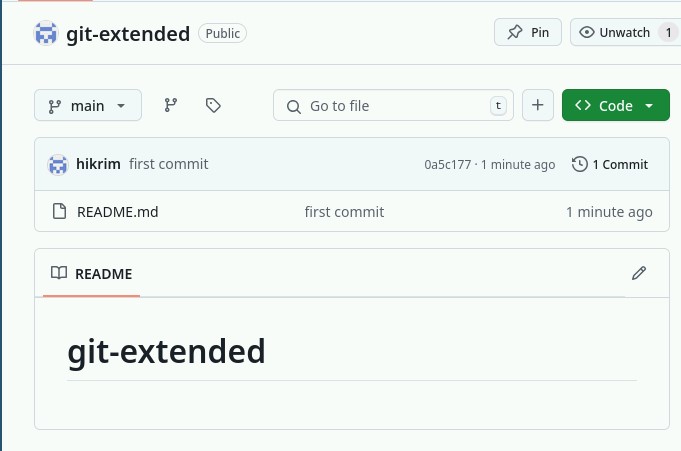 git-extended Public Pin Unwatch 1
main Go to file t Code
hikrim first commit 0a5c177 · 1 minute ago 1 Commit
README.md first commit 1 minute ago
README
git-extended